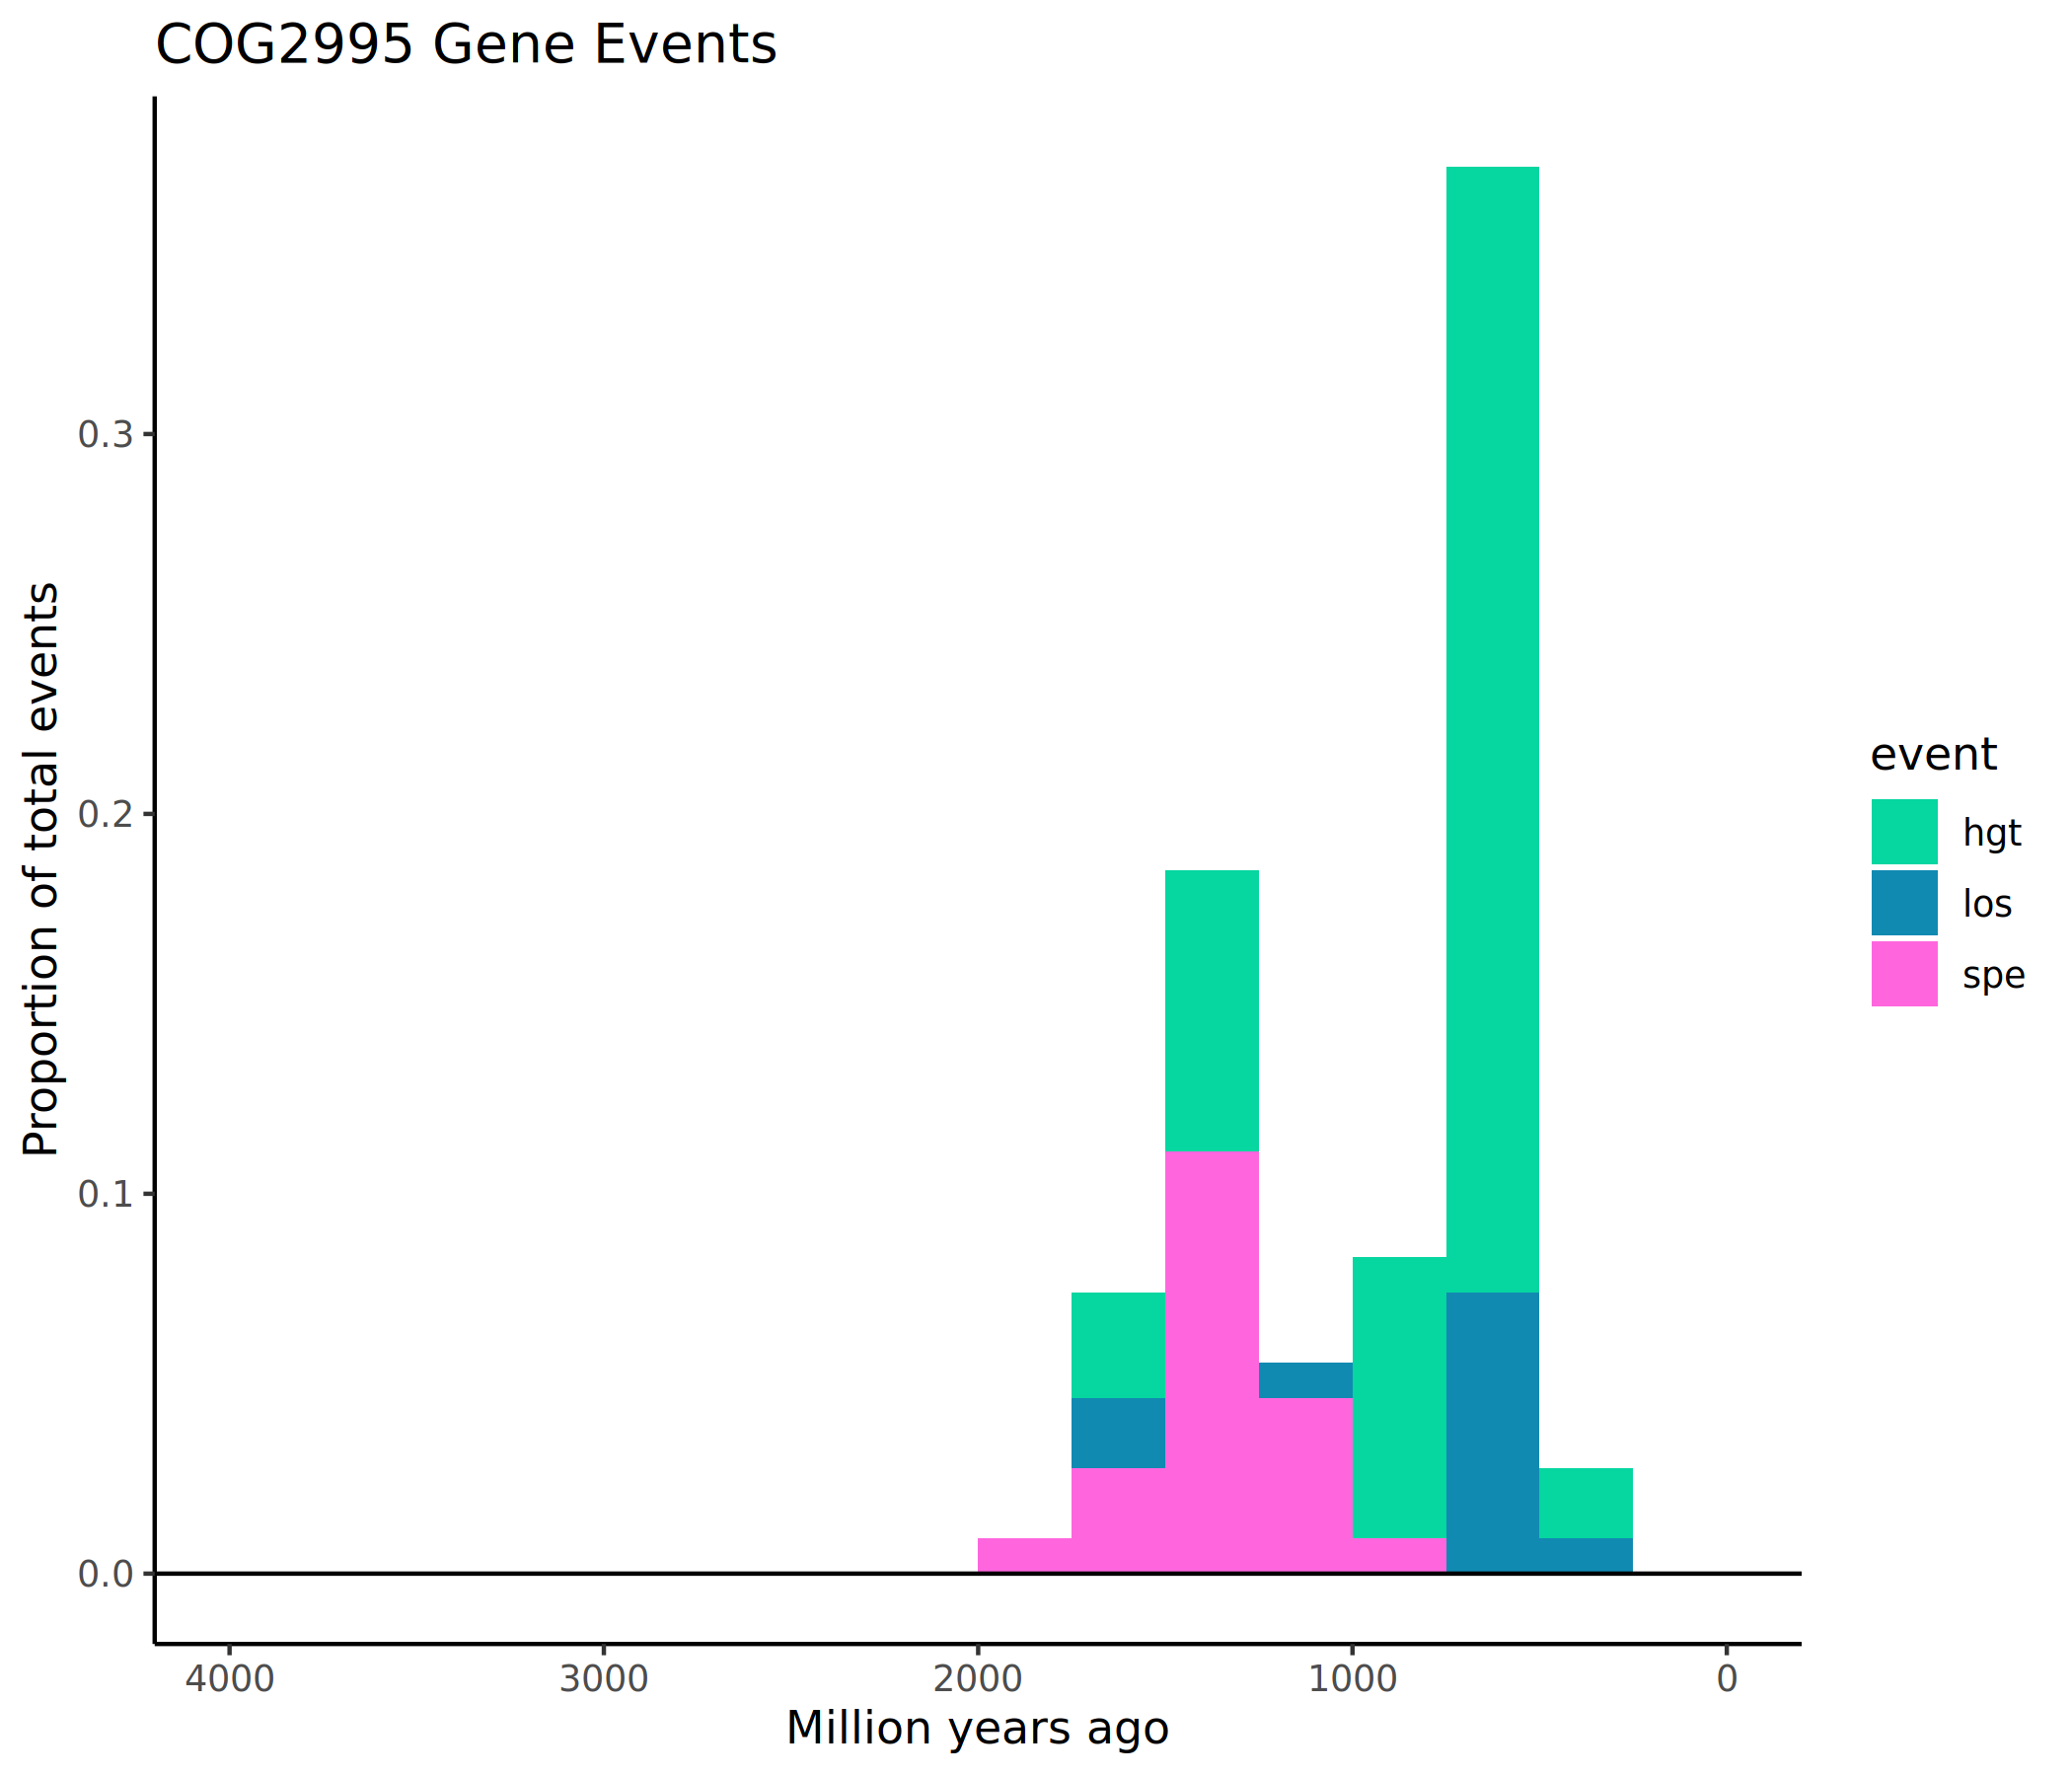 COG2995 Gene Events
Proportion of total events
0.3
0.2
0.1
0.0
4000 3000 2000 1000 0
Million years ago
event
hgt
los
spe